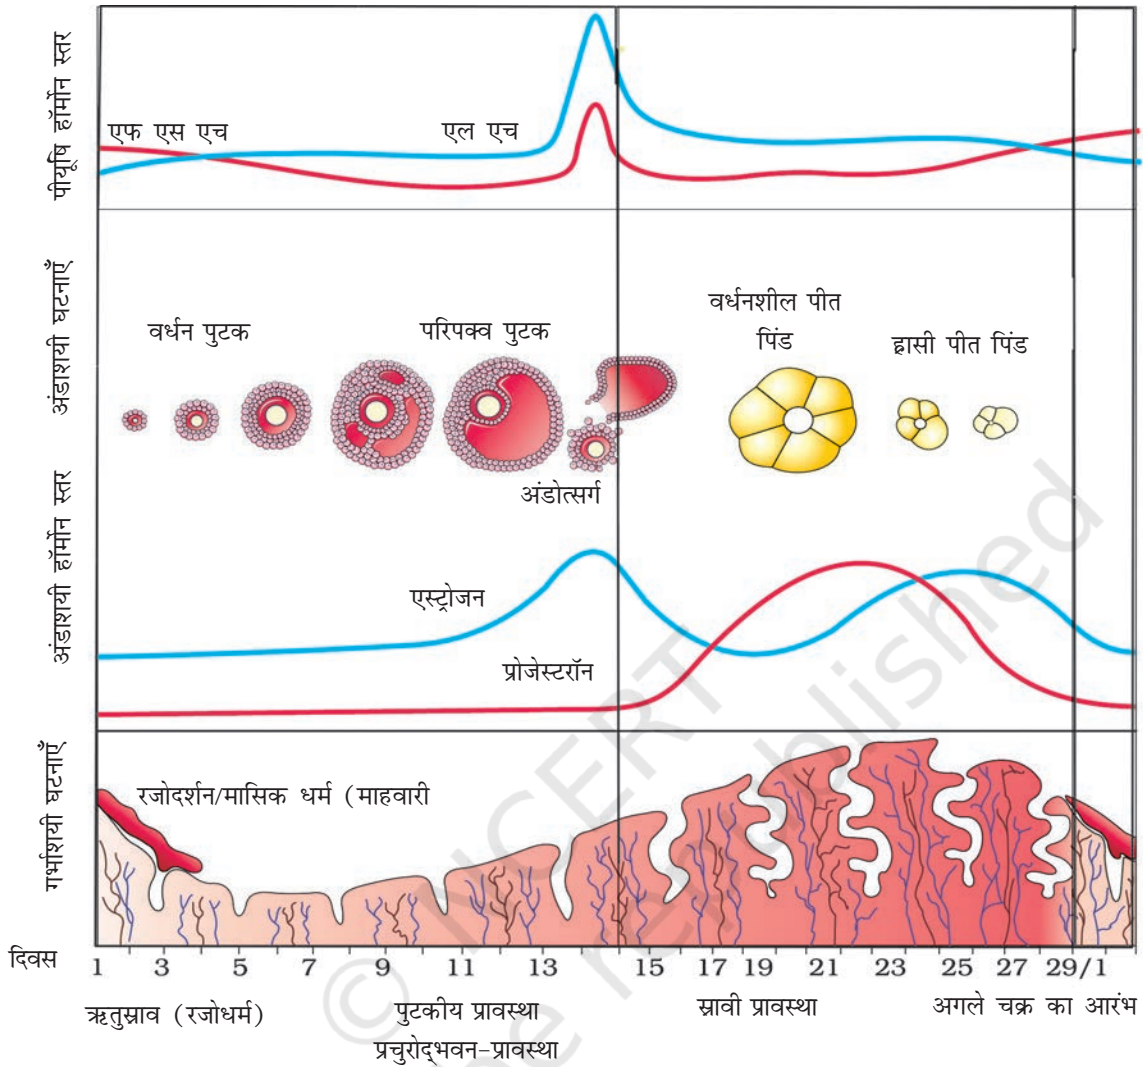 पीयूषि हॉर्मोन स्तर
एफ एस एच
एल एच
अंडाशयी घटनाएँ
वर्धन पुटक
परिपक्व पुटक
वर्धनशील पीत
पिंड
ह्रासी पीत पिंड
अंडोत्सर्ग
अंडाशयी हॉर्मोन स्तर
एस्ट्रोजन
प्रोजेस्टरॉन
गर्भाशयी घटनाएँ
रजोदर्शन/मासिक धर्म (माहवारी
दिवस 1 3 5 7 9 11 13 15 17 19 21 23 25 27 29/1
ऋतुस्राव (रजोधर्म)
पुटकीय प्रावस्था
प्रचुरोद्भवन-प्रावस्था
स्रावी प्रावस्था
अगले चक्र का आरंभ
© NCERT
be republished